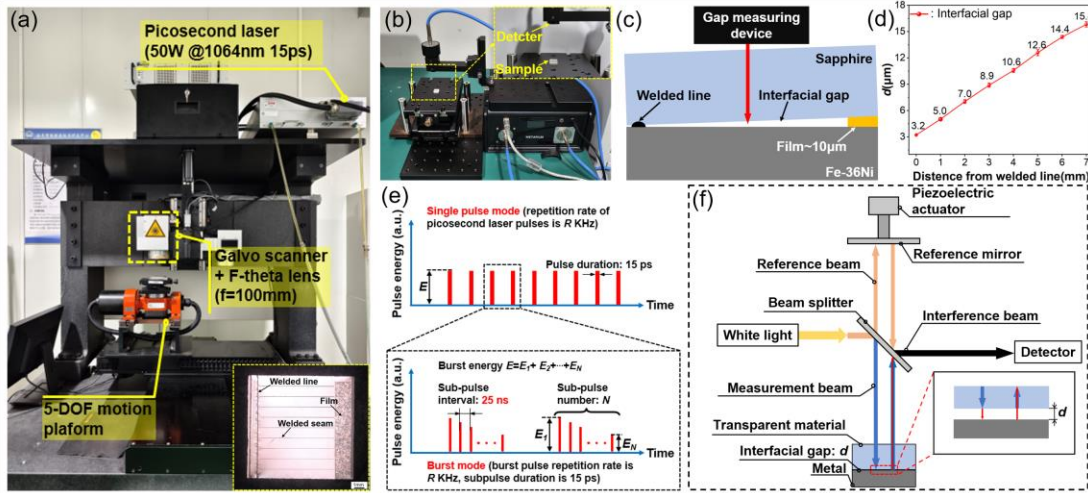 (a)
Picosecond laser
(50W @1064nm 15ps)
Galvo scanner
+ F-theta lens
(f=100mm)
5-DOF motion
plaform
Welded line
Film
Welded seam
(b)
Detcter
Sample
(c)
Gap measuring
device
Sapphire
Welded line
Interfacial gap
Film~10μm
Fe-36Ni
(d)
: Interfacial gap
d(μm)
18
15
12
9
6
3
3.2
5.0
7.0
8.9
10.6
12.6
14.4
15.
0 1 2 3 4 5 6 7
Distence from welded line(mm)
(e)
Pulse energy (a.u.)
Single pulse mode (repetition rate of
picosecond laser pulses is R KHz)
Pulse duration: 15 ps
E
Time
Pulse energy (a.u.)
Burst energy E=E1+ E2+···+EN
Sub-pulse
interval: 25 ns
Sub-pulse
number: N
E1
EN
Time
Burst mode (burst pulse repetition rate is
R KHz, subpulse duration is 15 ps)
(f)
Piezoelectric
actuator
Reference mirror
Reference beam
Beam splitter
Interference beam
White light
Detector
Measurement beam
d
Transparent material
Interfacial gap: d
Metal